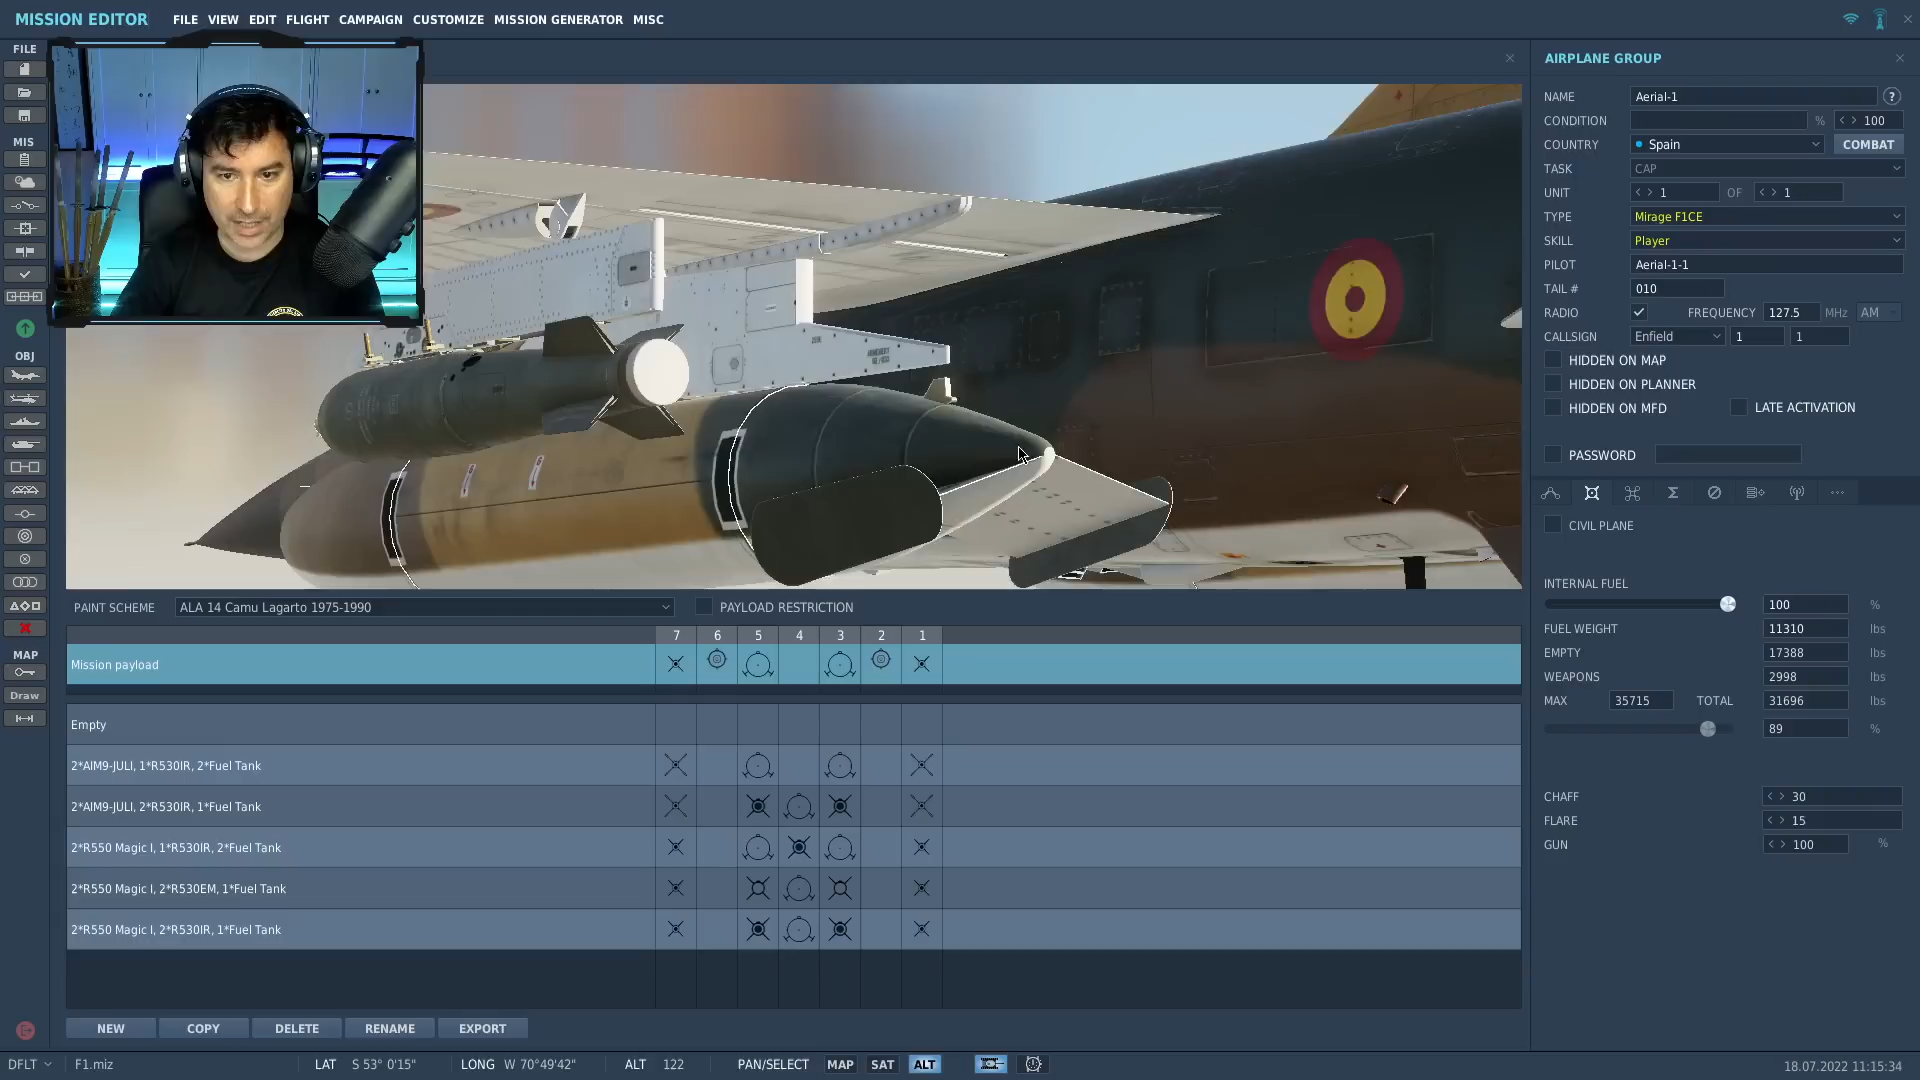 MISSION EDITOR FILE VIEW EDIT FLIGHT CAMPAIGN CUSTOMIZE MISSION GENERATOR MISC
FILE
MIS
OBJ
MAP
Draw
PAINT SCHEME ALA 14 Camu Lagarto 1975-1990 PAYLOAD RESTRICTION
7 6 5 4 3 2 1
Mission payload
Empty
2*AIM9-JULI, 1*R530IR, 2*Fuel Tank
2*AIM9-JULI, 2*R530IR, 1*Fuel Tank
2*R550 Magic I, 1*R530IR, 2*Fuel Tank
2*R550 Magic I, 2*R530EM, 1*Fuel Tank
2*R550 Magic I, 2*R530IR, 1*Fuel Tank
NEW COPY DELETE RENAME EXPORT
AIRPLANE GROUP
NAME Aerial-1 ?
CONDITION % < > 100
COUNTRY Spain COMBAT
TASK CAP
UNIT < > 1 OF < > 1
TYPE Mirage F1CE
SKILL Player
PILOT Aerial-1-1
TAIL # 010
RADIO FREQUENCY 127.5 MHz AM
CALLSIGN Enfield 1 1
HIDDEN ON MAP
HIDDEN ON PLANNER
HIDDEN ON MFD LATE ACTIVATION
PASSWORD
CIVIL PLANE
INTERNAL FUEL
100 %
FUEL WEIGHT 11310 lbs
EMPTY 17388 lbs
WEAPONS 2998 lbs
MAX 35715 TOTAL 31696 lbs
89 %
CHAFF < > 30
FLARE < > 15
GUN < > 100 %
DFLT F1.miz LAT S 53° 0'15" LONG W 70°49'42" ALT 122 PAN/SELECT MAP SAT ALT 18.07.2022 11:15:34